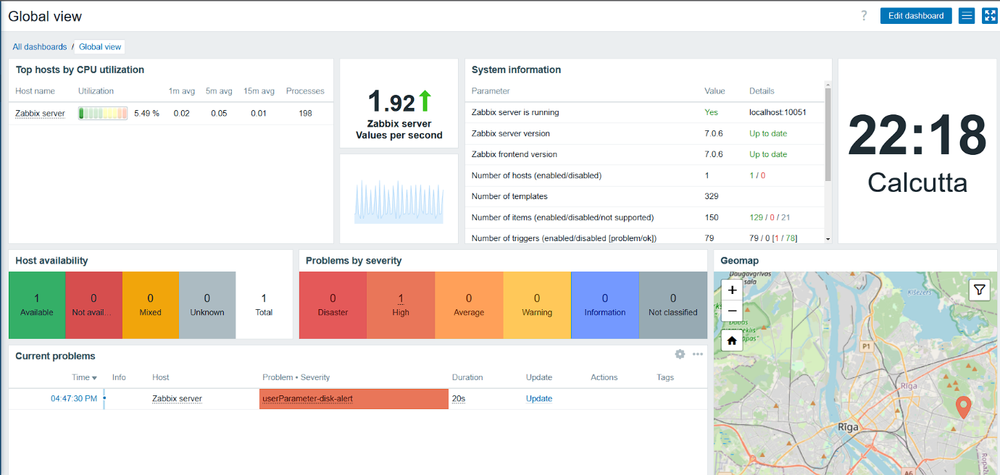 Global view
? Edit dashboard
All dashboards / Global view
Top hosts by CPU utilization
Host name Utilization 1m avg 5m avg 15m avg Processes
Zabbix server 5.49 % 0.02 0.05 0.01 198
1.92
Zabbix server
Values per second
System information
Parameter Value Details
Zabbix server is running Yes localhost:10051
Zabbix server version 7.0.6 Up to date
Zabbix frontend version 7.0.6 Up to date
Number of hosts (enabled/disabled) 1 1 / 0
Number of templates 329
Number of items (enabled/disabled/not supported) 150 129 / 0 / 21
Number of triggers (enabled/disabled [problem/ok]) 79 79 / 0 [1 / 78]
22:18
Calcutta
Host availability
1 0 0 0 1
Available Not avail... Mixed Unknown Total
Problems by severity
0 1 0 0 0 0
Disaster High Average Warning Information Not classified
Current problems
Time Info Host Problem • Severity Duration Update Actions Tags
04:47:30 PM Zabbix server userParameter-disk-alert 20s Update
Geomap
Daugavgrīvas
sala
+
−
Ķīšezers
P1
Rīga
Rīga
A6